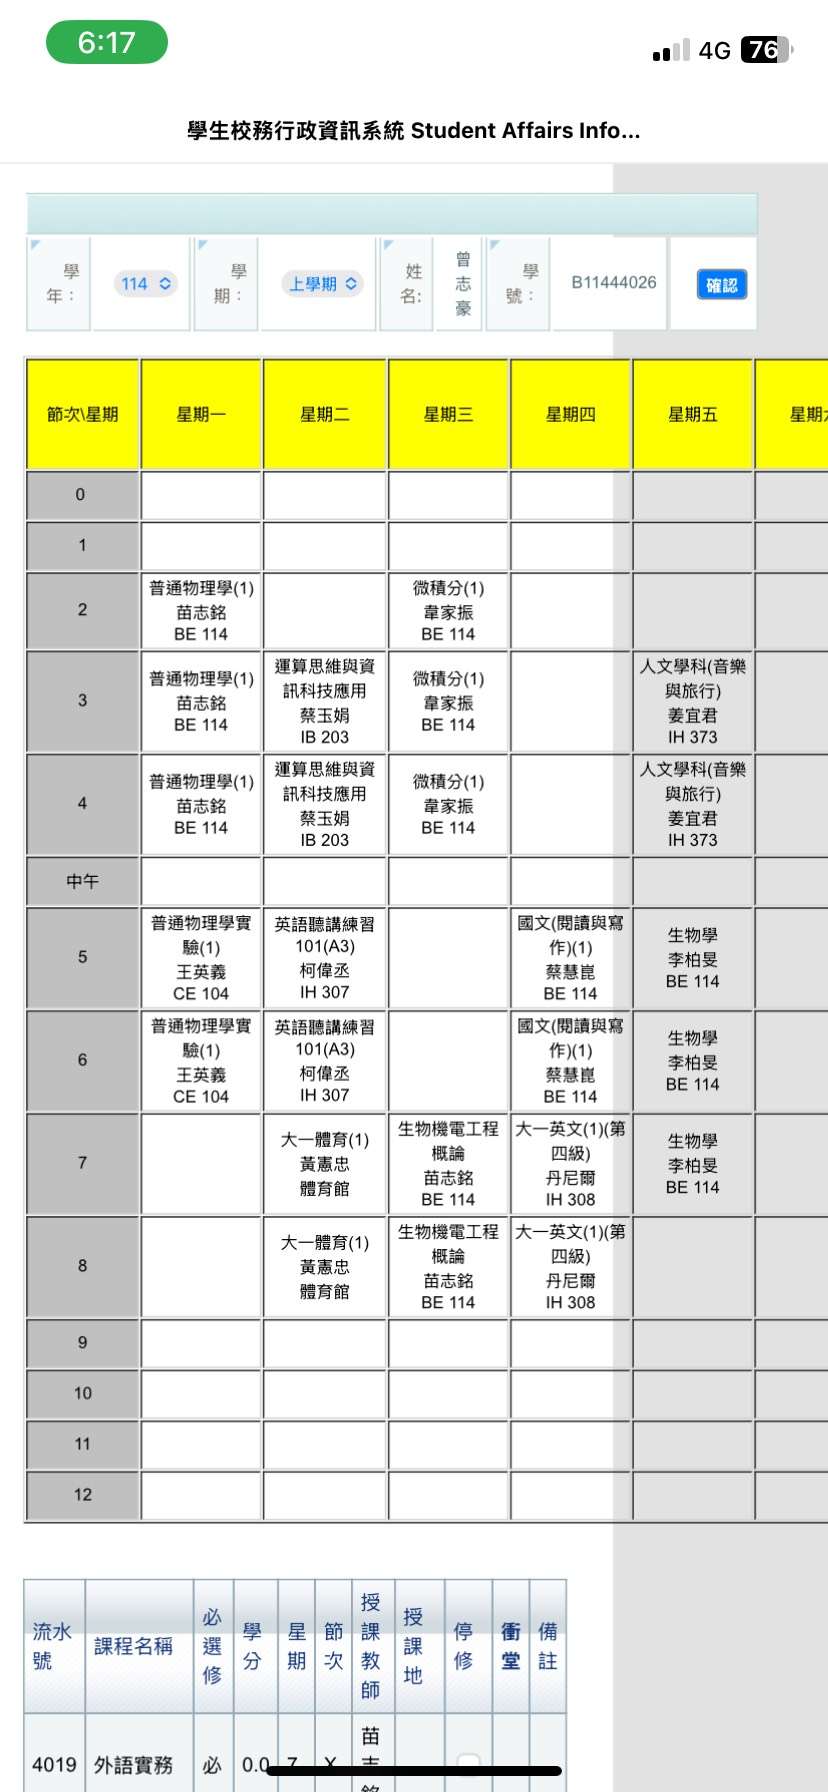 6:17
4G 76
學生校務行政資訊系統 Student Affairs Info...
學年：
114
學期：
上學期
姓名:
曾志豪
學號：
B11444026
確認
節次\星期 星期一 星期二 星期三 星期四 星期五 星期
0
1
2
普通物理學(1)
苗志銘
BE 114
微積分(1)
韋家振
BE 114
3
普通物理學(1)
苗志銘
BE 114
運算思維與資
訊科技應用
蔡玉娟
IB 203
微積分(1)
韋家振
BE 114
人文學科(音樂
與旅行)
姜宜君
IH 373
4
普通物理學(1)
苗志銘
BE 114
運算思維與資
訊科技應用
蔡玉娟
IB 203
微積分(1)
韋家振
BE 114
人文學科(音樂
與旅行)
姜宜君
IH 373
中午
5
普通物理學實
驗(1)
王英義
CE 104
英語聽講練習
101(A3)
柯偉丞
IH 307
國文(閱讀與寫
作)(1)
蔡慧崑
BE 114
生物學
李柏旻
BE 114
6
普通物理學實
驗(1)
王英義
CE 104
英語聽講練習
101(A3)
柯偉丞
IH 307
國文(閱讀與寫
作)(1)
蔡慧崑
BE 114
生物學
李柏旻
BE 114
7
大一體育(1)
黃憲忠
體育館
生物機電工程
概論
苗志銘
BE 114
大一英文(1)(第
四級)
丹尼爾
IH 308
生物學
李柏旻
BE 114
8
大一體育(1)
黃憲忠
體育館
生物機電工程
概論
苗志銘
BE 114
大一英文(1)(第
四級)
丹尼爾
IH 308
9
10
11
12
流水號 課程名稱 必選修 學分 星期 節次 授課教師 授課地 停修 衝堂 備註
4019 外語實務 必 0.0 7 X 苗志